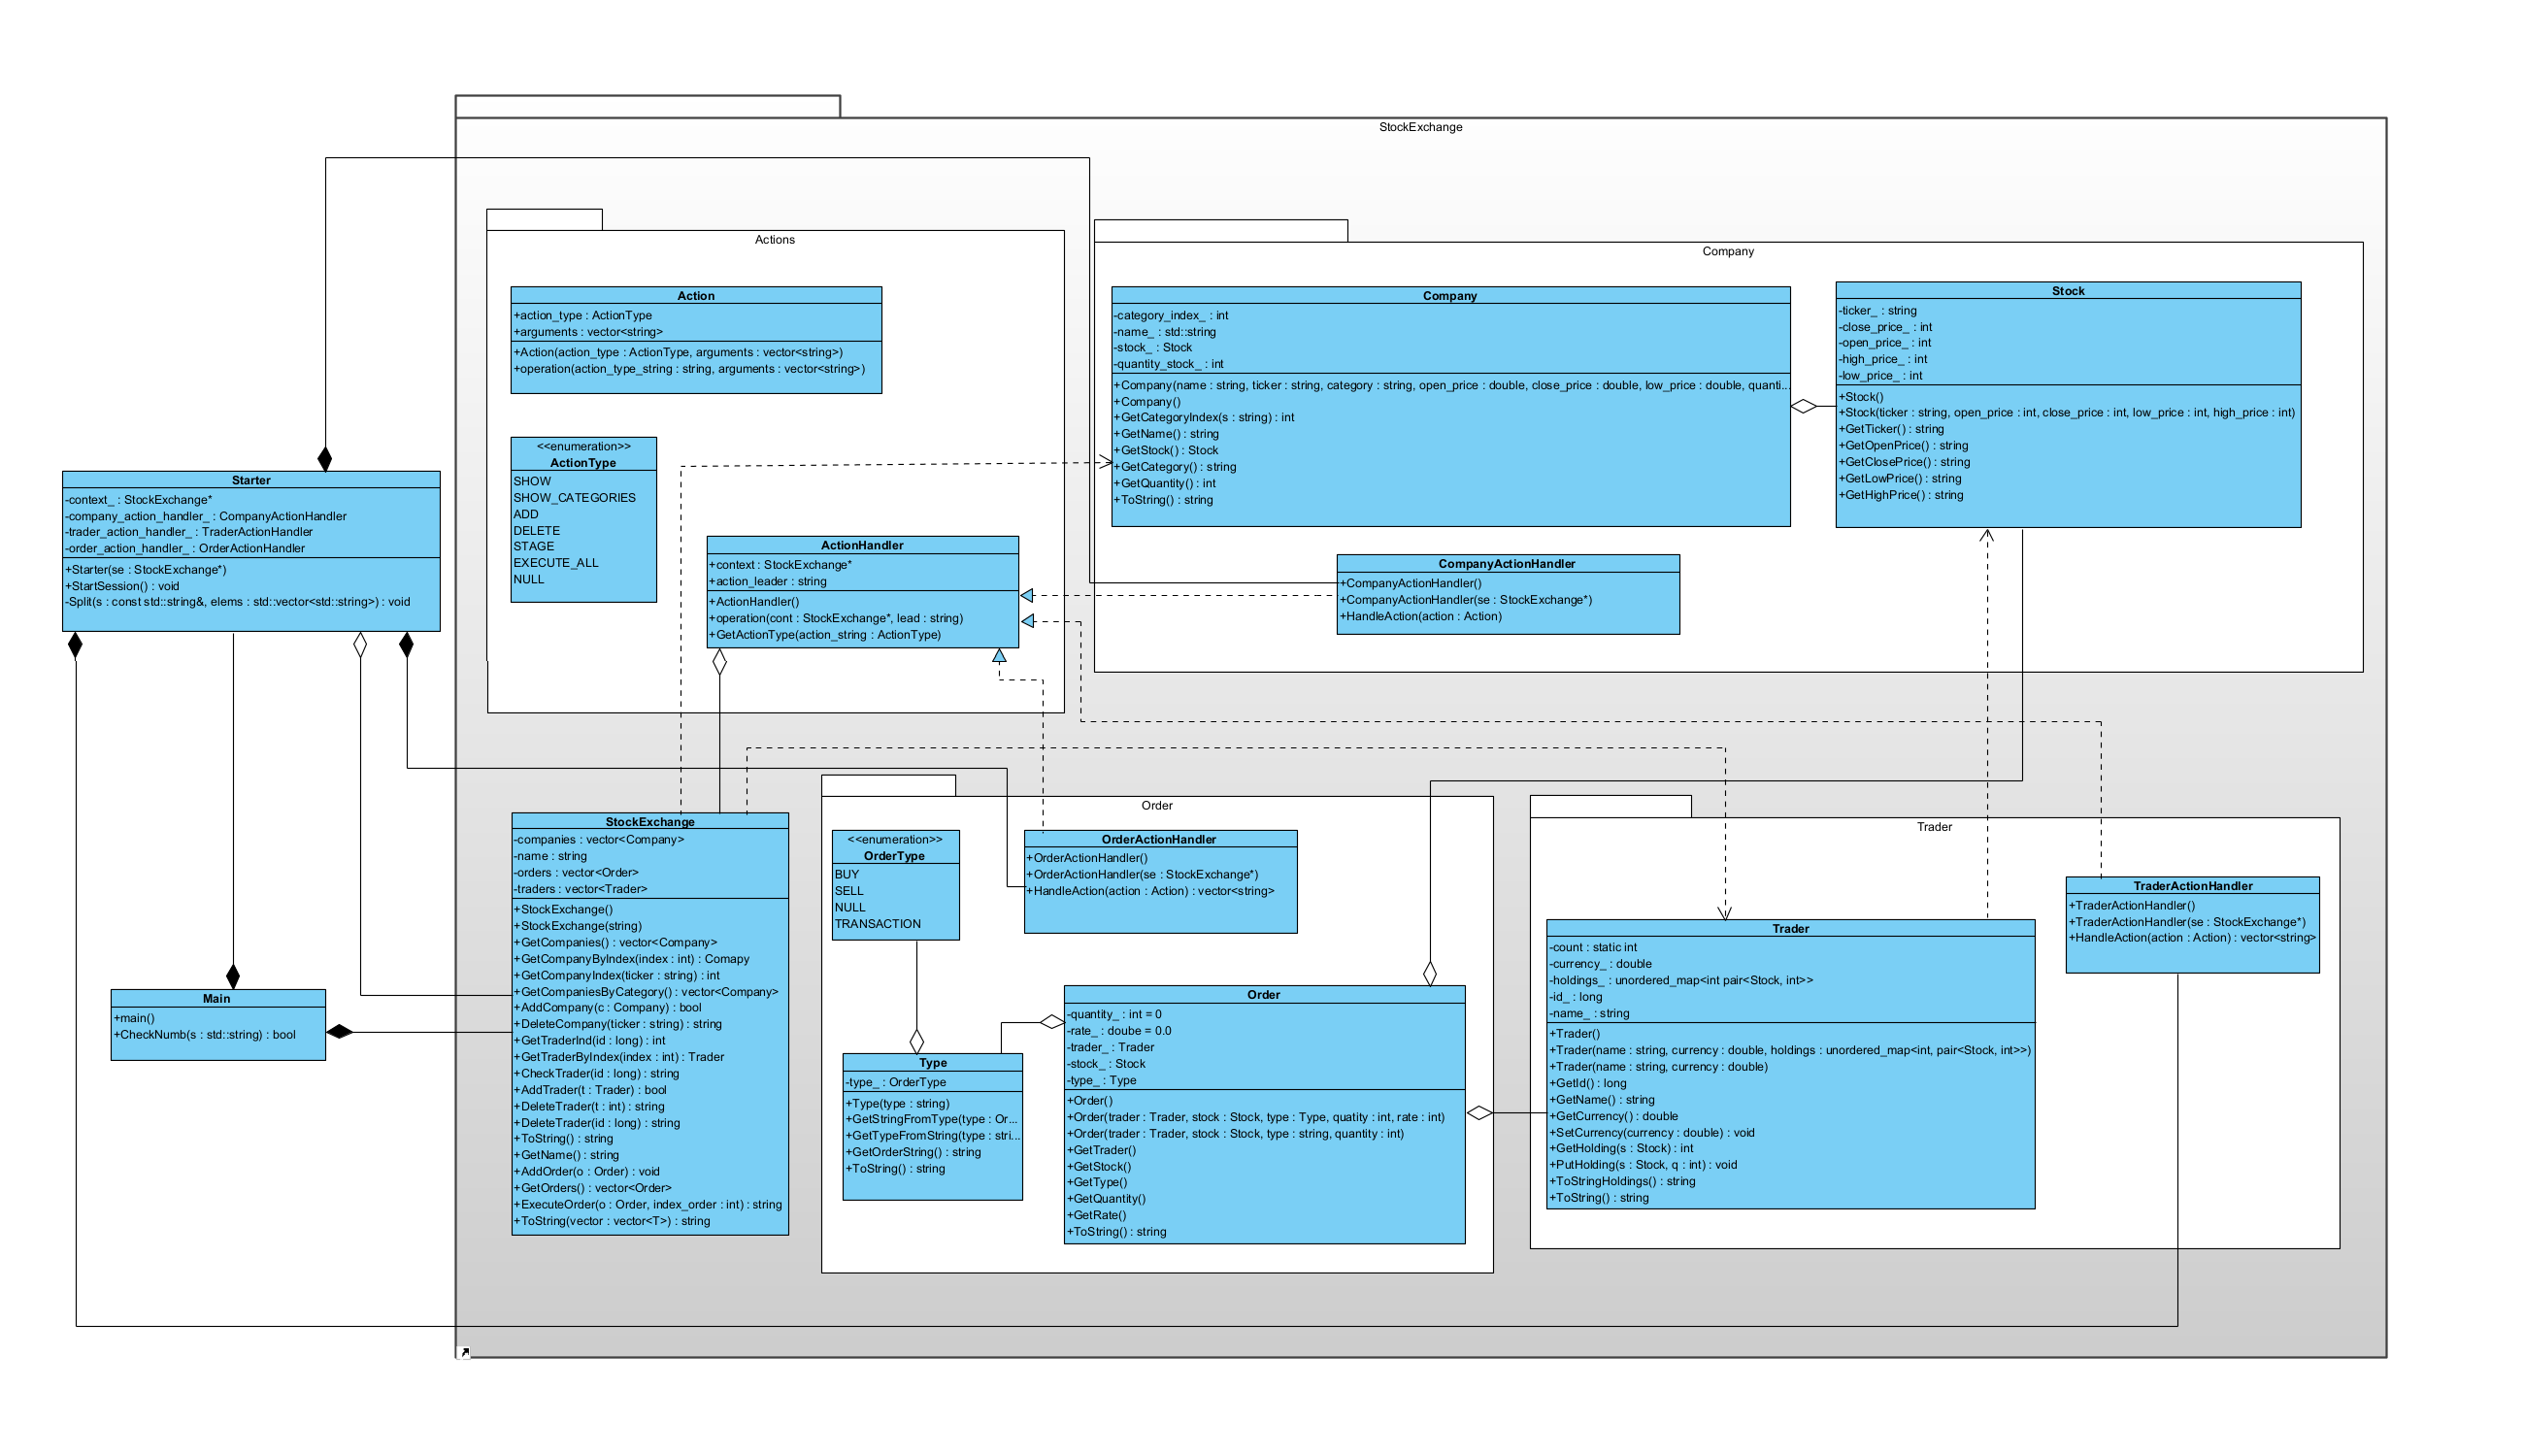 StockExchange
Actions
Action
+action_type : ActionType
+arguments : vector<string>
+Action(action_type : ActionType, arguments : vector<string>)
+operation(action_type_string : string, arguments : vector<string>)
<<enumeration>>
ActionType
SHOW
SHOW_CATEGORIES
ADD
DELETE
STAGE
EXECUTE_ALL
NULL
ActionHandler
+context : StockExchange*
+action_leader : string
+ActionHandler()
+operation(cont : StockExchange*, lead : string)
+GetActionType(action_string : ActionType)
Company
Company
-category_index_ : int
-name_ : std::string
-stock_ : Stock
-quantity_stock_ : int
+Company(name : string, ticker : string, category : string, open_price : double, close_price : double, low_price : double, quanti...
+Company()
+GetCategoryIndex(s : string) : int
+GetName() : string
+GetStock() : Stock
+GetCategory() : string
+GetQuantity() : int
+ToString() : string
Stock
-ticker_ : string
-close_price_ : int
-open_price_ : int
-high_price_ : int
-low_price_ : int
+Stock()
+Stock(ticker : string, open_price : int, close_price : int, low_price : int, high_price : int)
+GetTicker() : string
+GetOpenPrice() : string
+GetClosePrice() : string
+GetLowPrice() : string
+GetHighPrice() : string
CompanyActionHandler
+CompanyActionHandler()
+CompanyActionHandler(se : StockExchange*)
+HandleAction(action : Action)
Starter
-context_ : StockExchange*
-company_action_handler_ : CompanyActionHandler
-trader_action_handler_ : TraderActionHandler
-order_action_handler_ : OrderActionHandler
+Starter(se : StockExchange*)
+StartSession() : void
-Split(s : const std::string&, elems : std::vector<std::string>) : void
Main
+main()
+CheckNumb(s : std::string) : bool
StockExchange
-companies : vector<Company>
-name : string
-orders : vector<Order>
-traders : vector<Trader>
+StockExchange()
+StockExchange(string)
+GetCompanies() : vector<Company>
+GetCompanyByIndex(index : int) : Comapy
+GetCompanyIndex(ticker : string) : int
+GetCompaniesByCategory() : vector<Company>
+AddCompany(c : Company) : bool
+DeleteCompany(ticker : string) : string
+GetTraderInd(id : long) : int
+GetTraderByIndex(index : int) : Trader
+CheckTrader(id : long) : string
+AddTrader(t : Trader) : bool
+DeleteTrader(t : int) : string
+DeleteTrader(id : long) : string
+ToString() : string
+GetName() : string
+AddOrder(o : Order) : void
+GetOrders() : vector<Order>
+ExecuteOrder(o : Order, index_order : int) : string
+ToString(vector : vector<T>) : string
Order
<<enumeration>>
OrderType
BUY
SELL
NULL
TRANSACTION
OrderActionHandler
+OrderActionHandler()
+OrderActionHandler(se : StockExchange*)
+HandleAction(action : Action) : vector<string>
Type
-type_ : OrderType
+Type(type : string)
+GetStringFromType(type : Or...
+GetTypeFromString(type : stri...
+GetOrderString() : string
+ToString() : string
Order
-quantity_ : int = 0
-rate_ : doube = 0.0
-trader_ : Trader
-stock_ : Stock
-type_ : Type
+Order()
+Order(trader : Trader, stock : Stock, type : Type, quatity : int, rate : int)
+Order(trader : Trader, stock : Stock, type : string, quantity : int)
+GetTrader()
+GetStock()
+GetType()
+GetQuantity()
+GetRate()
+ToString() : string
Trader
Trader
-count : static int
-currency_ : double
-holdings_ : unordered_map<int pair<Stock, int>>
-id_ : long
-name_ : string
+Trader()
+Trader(name : string, currency : double, holdings : unordered_map<int, pair<Stock, int>>)
+Trader(name : string, currency : double)
+GetId() : long
+GetName() : string
+GetCurrency() : double
+SetCurrency(currency : double) : void
+GetHolding(s : Stock) : int
+PutHolding(s : Stock, q : int) : void
+ToStringHoldings() : string
+ToString() : string
TraderActionHandler
+TraderActionHandler()
+TraderActionHandler(se : StockExchange*)
+HandleAction(action : Action) : vector<string>